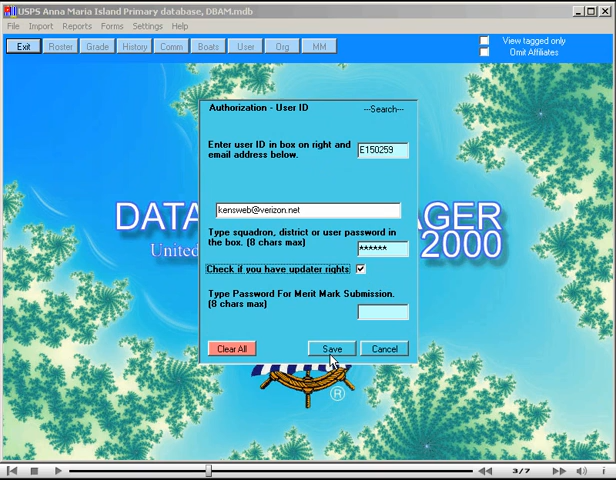 USPS Anna Maria Island Primary database, DBAM.mdb
File Import Reports Forms Settings Help
Exit Roster Grade History Comm Boats User Org MM
View tagged only
Omit Affiliates
Authorization - User ID ---Search---
Enter user ID in box on right and
email address below.
E150259
kensweb@verizon.net
DATA AGER
United 2000
Type squadron, district or user password in
the box. (8 chars max)
******
Check if you have updater rights
Type Password For Merit Mark Submission.
(8 chars max)
Clear All Save Cancel
®
3/7
i